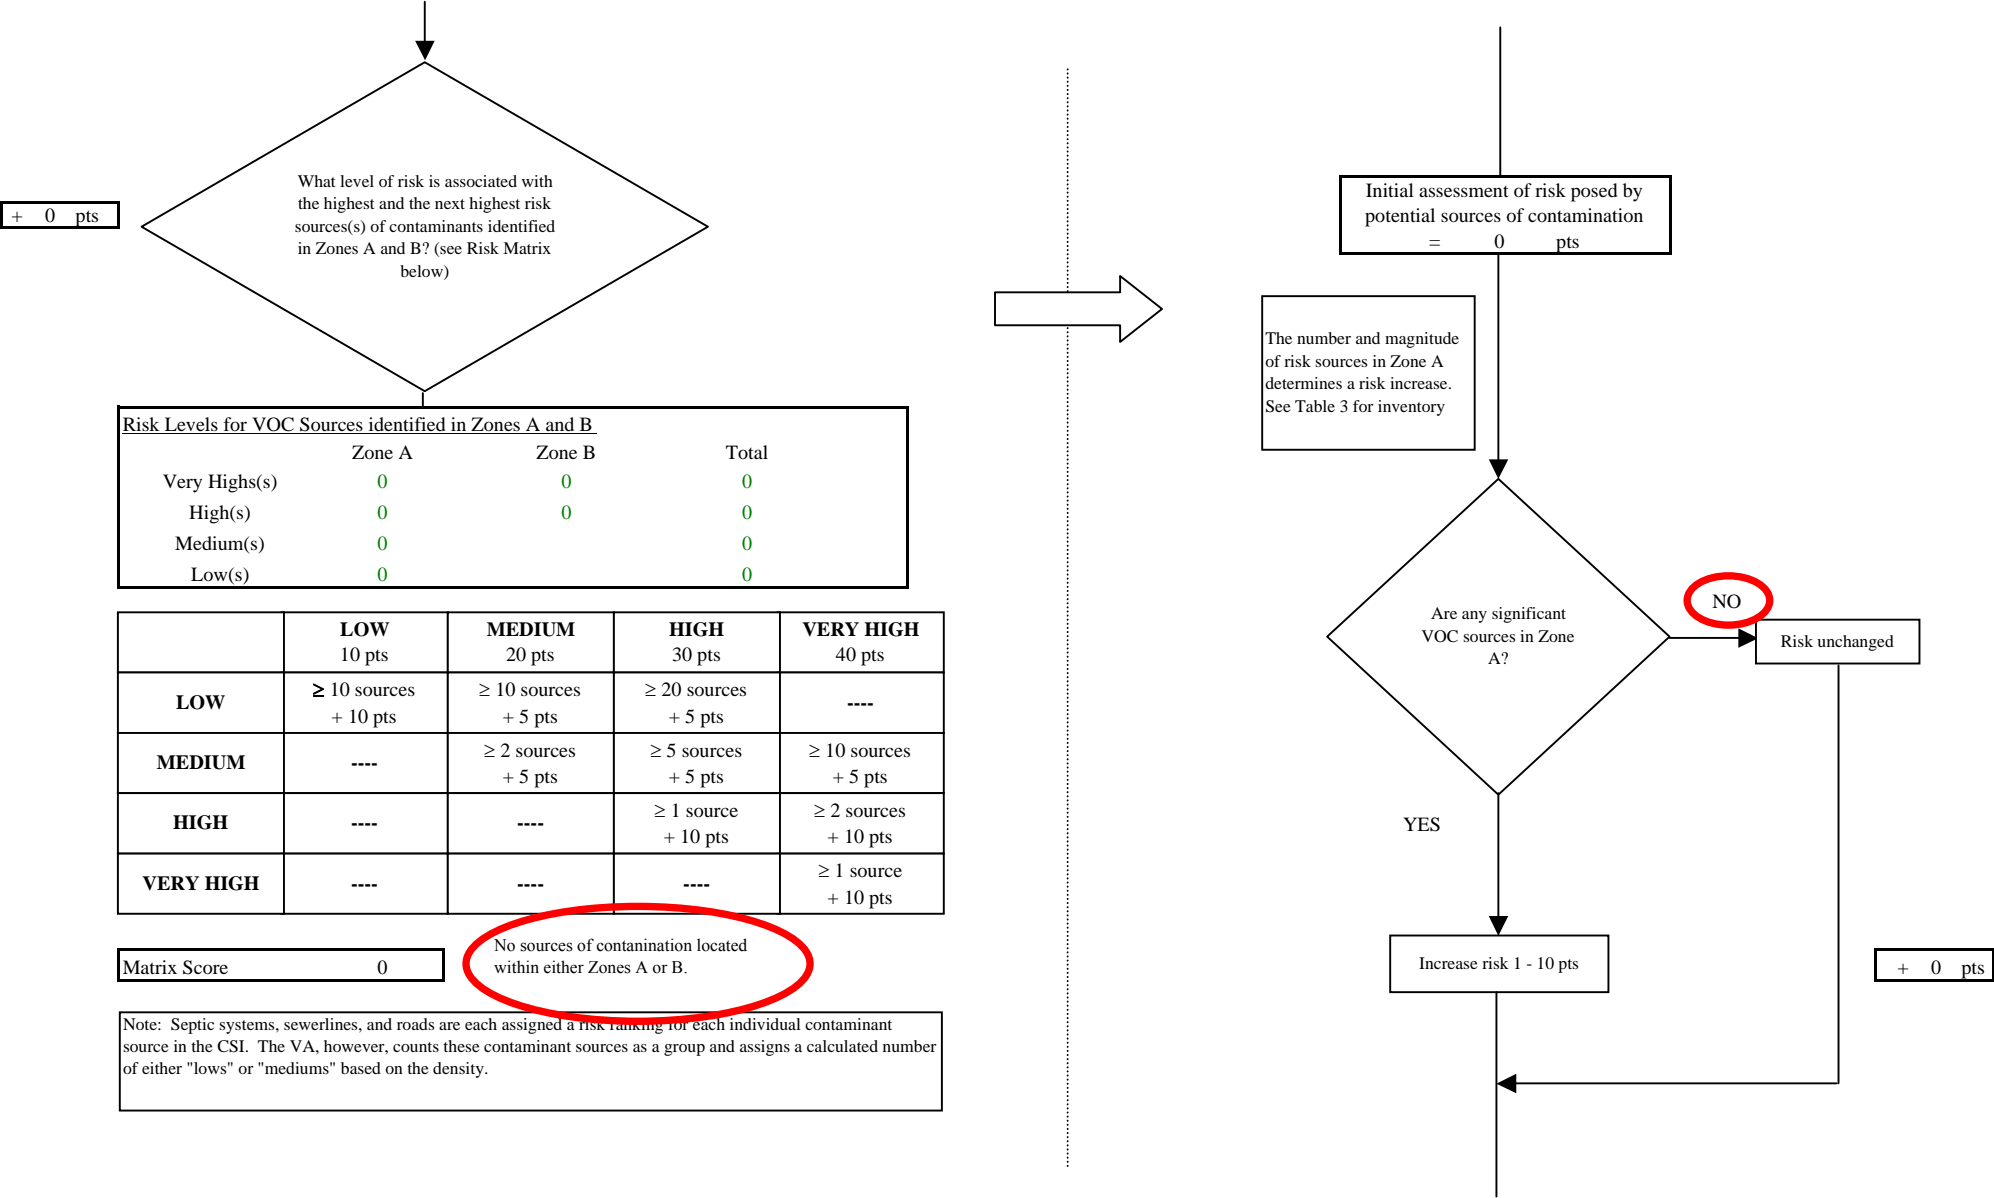 + 0 pts
What level of risk is associated with
the highest and the next highest risk
sources(s) of contaminants identified
in Zones A and B? (see Risk Matrix
below)
Risk Levels for VOC Sources identified in Zones A and B
Zone A Zone B Total
Very Highs(s) 0 0 0
High(s) 0 0 0
Medium(s) 0 0
Low(s) 0 0
LOW MEDIUM HIGH VERY HIGH
10 pts 20 pts 30 pts 40 pts
LOW ≥ 10 sources ≥ 10 sources ≥ 20 sources ----
+ 10 pts + 5 pts + 5 pts
MEDIUM ---- ≥ 2 sources ≥ 5 sources ≥ 10 sources
+ 5 pts + 5 pts + 5 pts
HIGH ---- ---- ≥ 1 source ≥ 2 sources
+ 10 pts + 10 pts
VERY HIGH ---- ---- ---- ≥ 1 source
+ 10 pts
Matrix Score 0
No sources of contanination located
within either Zones A or B.
Note: Septic systems, sewerlines, and roads are each assigned a risk ranking for each individual contaminant
source in the CSI. The VA, however, counts these contaminant sources as a group and assigns a calculated number
of either "lows" or "mediums" based on the density.
Initial assessment of risk posed by
potential sources of contamination
= 0 pts
The number and magnitude
of risk sources in Zone A
determines a risk increase.
See Table 3 for inventory
Are any significant
VOC sources in Zone
A?
NO
Risk unchanged
YES
Increase risk 1 - 10 pts
+ 0 pts